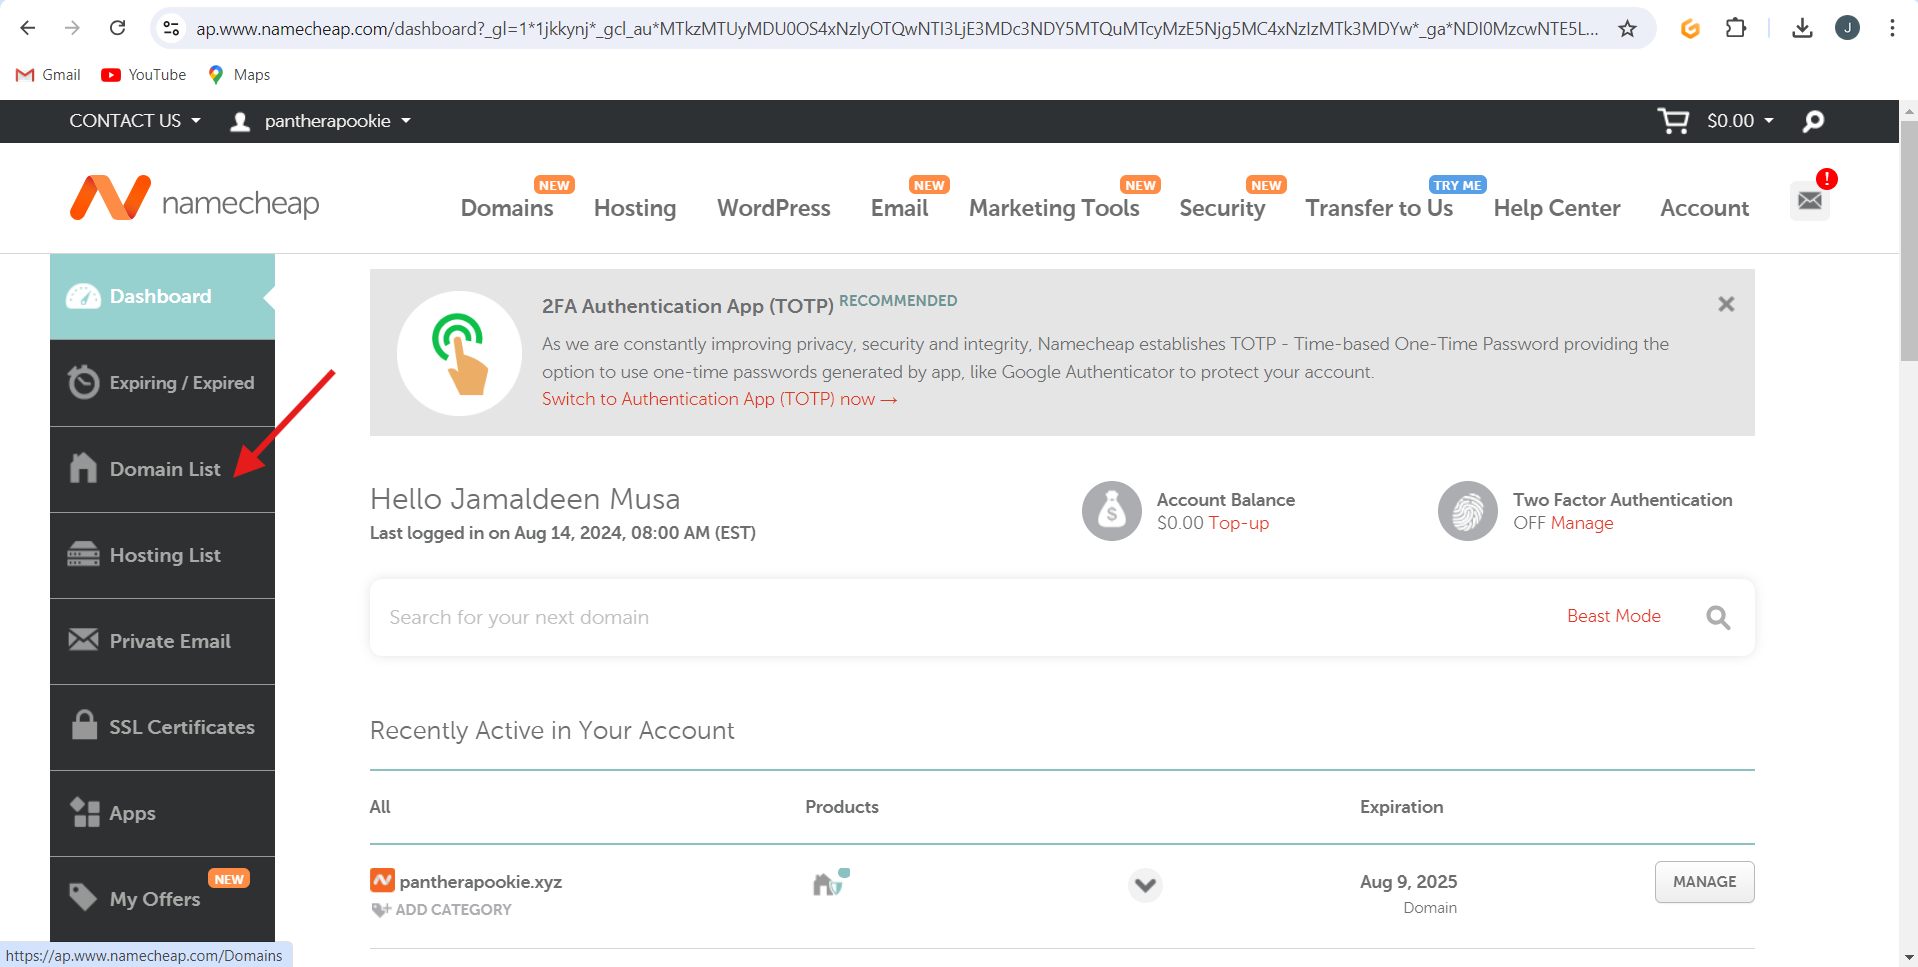 ap.www.namecheap.com/dashboard?_gl=1*1jkkynj*_gcl_au*MTkzMTUyMDU0OS4xNzIyOTQwNTI3LjE3MDc3NDY5MTQuMTcyMzE5Njg5MC4xNzIzMTk3MDYw*_ga*NDI0MzcwNTE5L...
J
Gmail
YouTube
Maps
CONTACT US
pantherapookie
$0.00
namecheap
NEW
NEW
NEW
NEW
TRY ME
Domains
Hosting
WordPress
Email
Marketing Tools
Security
Transfer to Us
Help Center
Account
!
Dashboard
Expiring / Expired
Domain List
Hosting List
Private Email
SSL Certificates
Apps
NEW
My Offers
2FA Authentication App (TOTP) RECOMMENDED
As we are constantly improving privacy, security and integrity, Namecheap establishes TOTP - Time-based One-Time Password providing the
option to use one-time passwords generated by app, like Google Authenticator to protect your account.
Switch to Authentication App (TOTP) now →
Hello Jamaldeen Musa
Last logged in on Aug 14, 2024, 08:00 AM (EST)
$
Account Balance
$0.00 Top-up
Two Factor Authentication
OFF Manage
Search for your next domain
Beast Mode
Recently Active in Your Account
All
Products
Expiration
pantherapookie.xyz
ADD CATEGORY
Aug 9, 2025
Domain
MANAGE
https://ap.www.namecheap.com/Domains